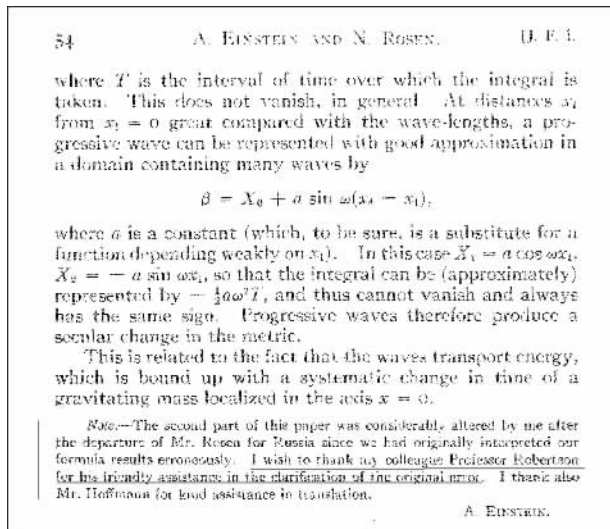 54 A. EINSTEIN AND N. ROSEN. [J. F. I.
where T is the interval of time over which the integral is
taken. This does not vanish, in general. At distances x₁
from x₁ = 0 great compared with the wave-lengths, a pro-
gressive wave can be represented with good approximation in
a domain containing many waves by
β = X₀ + a sin ω(x₄ − x₁),
where a is a constant (which, to be sure, is a substitute for a
function depending weakly on x₁). In this case X₁ = a cos ωx₁,
X₂ = − a sin ωx₁, so that the integral can be (approximately)
represented by − ½aω²T, and thus cannot vanish and always
has the same sign. Progressive waves therefore produce a
secular change in the metric.
This is related to the fact that the waves transport energy,
which is bound up with a systematic change in time of a
gravitating mass localized in the axis x = 0.
Note.—The second part of this paper was considerably altered by me after
the departure of Mr. Rosen for Russia since we had originally interpreted our
formula results erroneously. I wish to thank my colleague Professor Robertson
for his friendly assistance in the clarification of the original error. I thank also
Mr. Hoffmann for kind assistance in translation.
A. EINSTEIN.